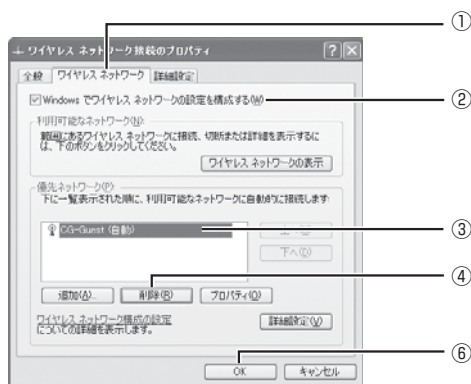 ①
ワイヤレス ネットワーク接続のプロパティ
全般 ワイヤレス ネットワーク 詳細設定
Windows でワイヤレス ネットワークの設定を構成する(W)
②
利用可能なネットワーク(N):
範囲にあるワイヤレス ネットワークに接続、切断または詳細を表示するに
は、下のボタンをクリックしてください。
ワイヤレス ネットワークの表示
優先ネットワーク(P):
下に一覧表示された順に、利用可能なネットワークに自動的に接続します:
CG-Guest (自動)
③
下へ(D)
④
追加(A)... 削除(R) プロパティ(O)
ワイヤレス ネットワーク構成の設定
についての詳細を表示します。
詳細設定(V)
⑥
OK キャンセル